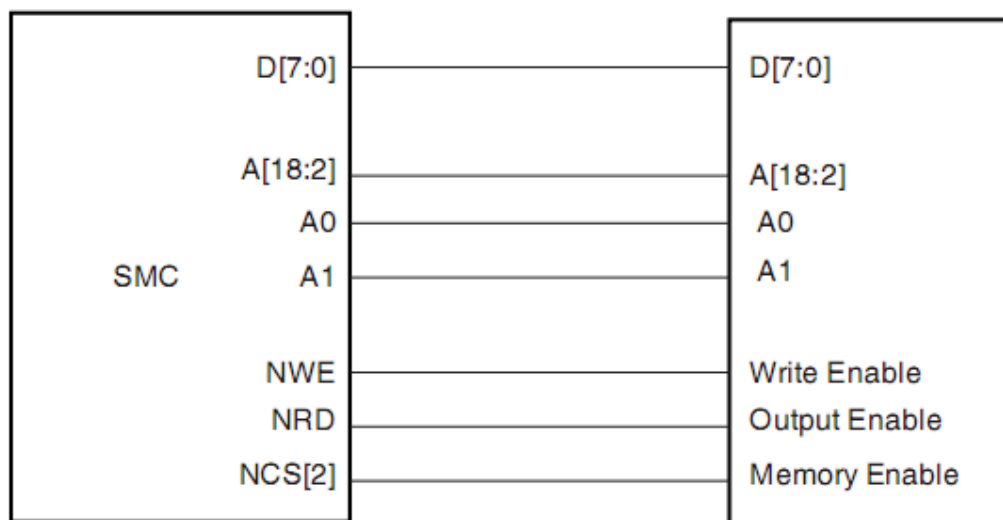 D[7:0] D[7:0]
A[18:2] A[18:2]
A0 A0
SMC A1 A1
NWE Write Enable
NRD Output Enable
NCS[2] Memory Enable